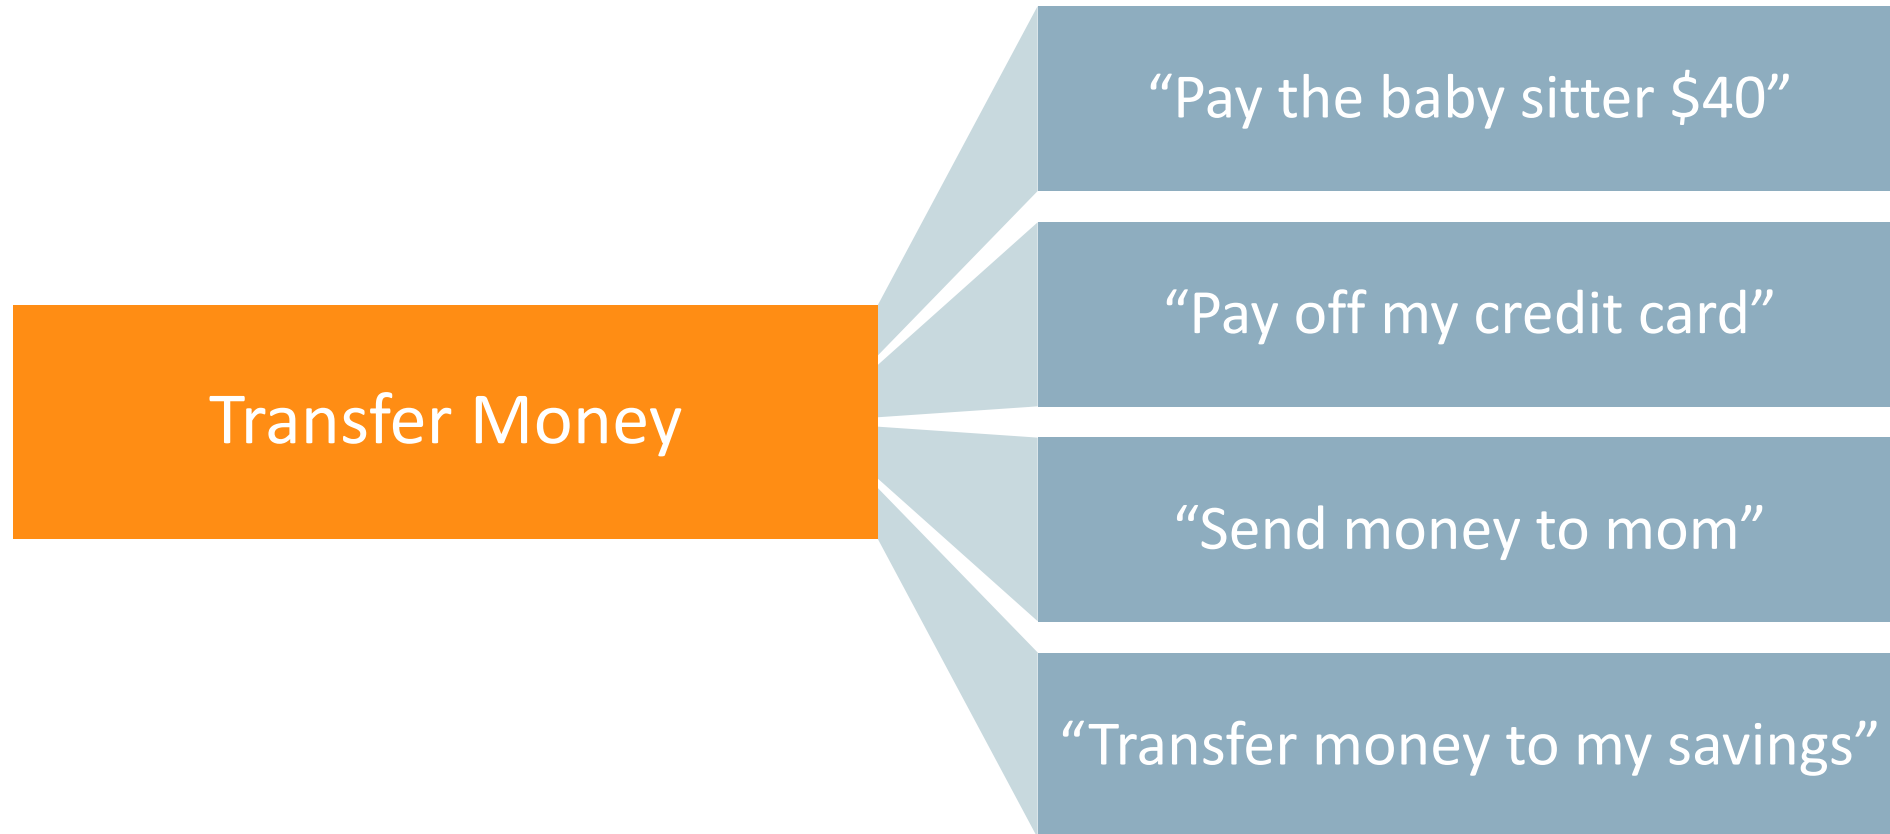 “Pay the baby sitter $40”
“Pay off my credit card”
Transfer Money
“Send money to mom”
“Transfer money to my savings”